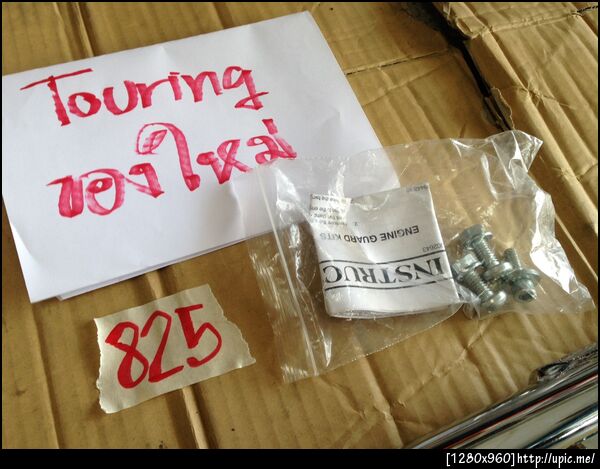 Touring
ของใหม่
825
INSTRUC
ENGINE GUARD KITS
[1280x960]http://upic.me/